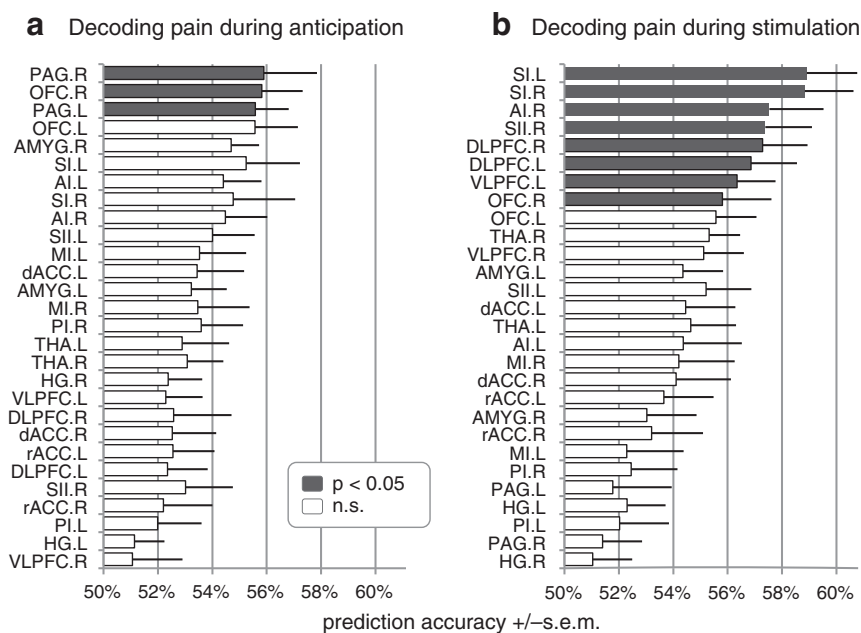 a Decoding pain during anticipation
PAG.R
OFC.R
PAG.L
OFC.L
AMYG.R
SI.L
AI.L
SI.R
AI.R
SII.L
MI.L
dACC.L
AMYG.L
MI.R
PI.R
THA.L
THA.R
HG.R
VLPFC.L
DLPFC.R
dACC.R
rACC.L
DLPFC.L
SII.R
rACC.R
PI.L
HG.L
VLPFC.R
50% 52% 54% 56% 58% 60%
p < 0.05
n.s.
b Decoding pain during stimulation
SI.L
SI.R
AI.R
SII.R
DLPFC.R
DLPFC.L
VLPFC.L
OFC.R
OFC.L
THA.R
VLPFC.R
AMYG.L
SII.L
dACC.L
THA.L
AI.L
MI.R
dACC.R
rACC.L
AMYG.R
rACC.R
MI.L
PI.R
PAG.L
HG.L
PI.L
PAG.R
HG.R
50% 52% 54% 56% 58% 60%
prediction accuracy +/–s.e.m.